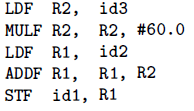 LDF R2, id3
MULF R2, R2, #60.0
LDF R1, id2
ADDF R1, R1, R2
STF id1, R1